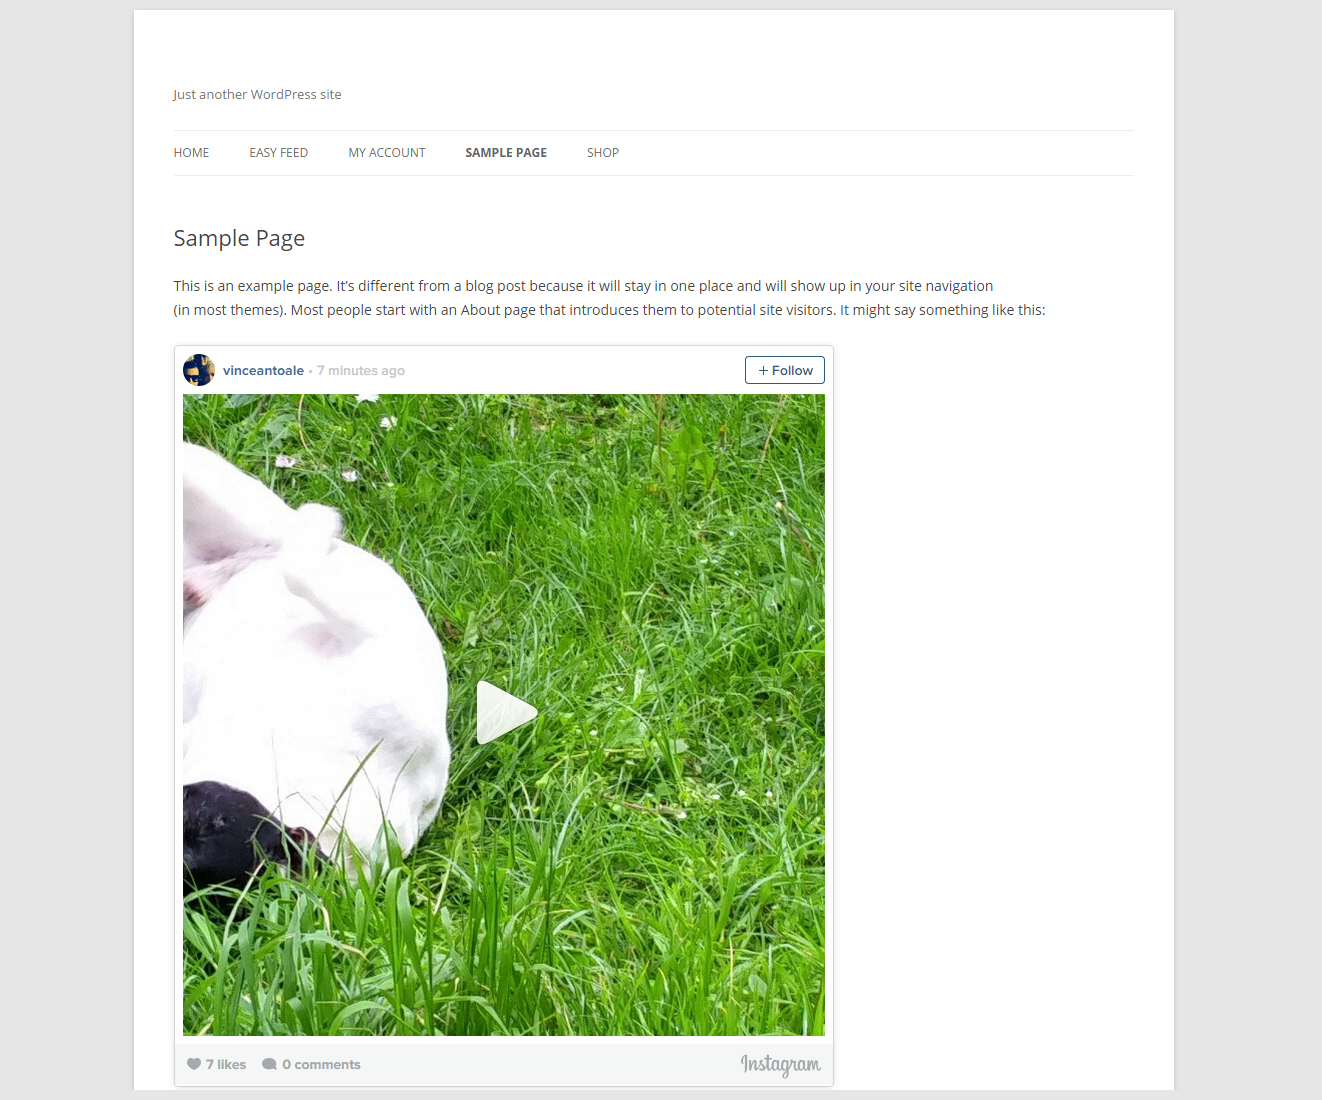 Just another WordPress site
HOME EASY FEED MY ACCOUNT SAMPLE PAGE SHOP
Sample Page
This is an example page. It’s different from a blog post because it will stay in one place and will show up in your site navigation
(in most themes). Most people start with an About page that introduces them to potential site visitors. It might say something like this:
vinceantoale • 7 minutes ago
+ Follow
7 likes 0 comments
Instagram